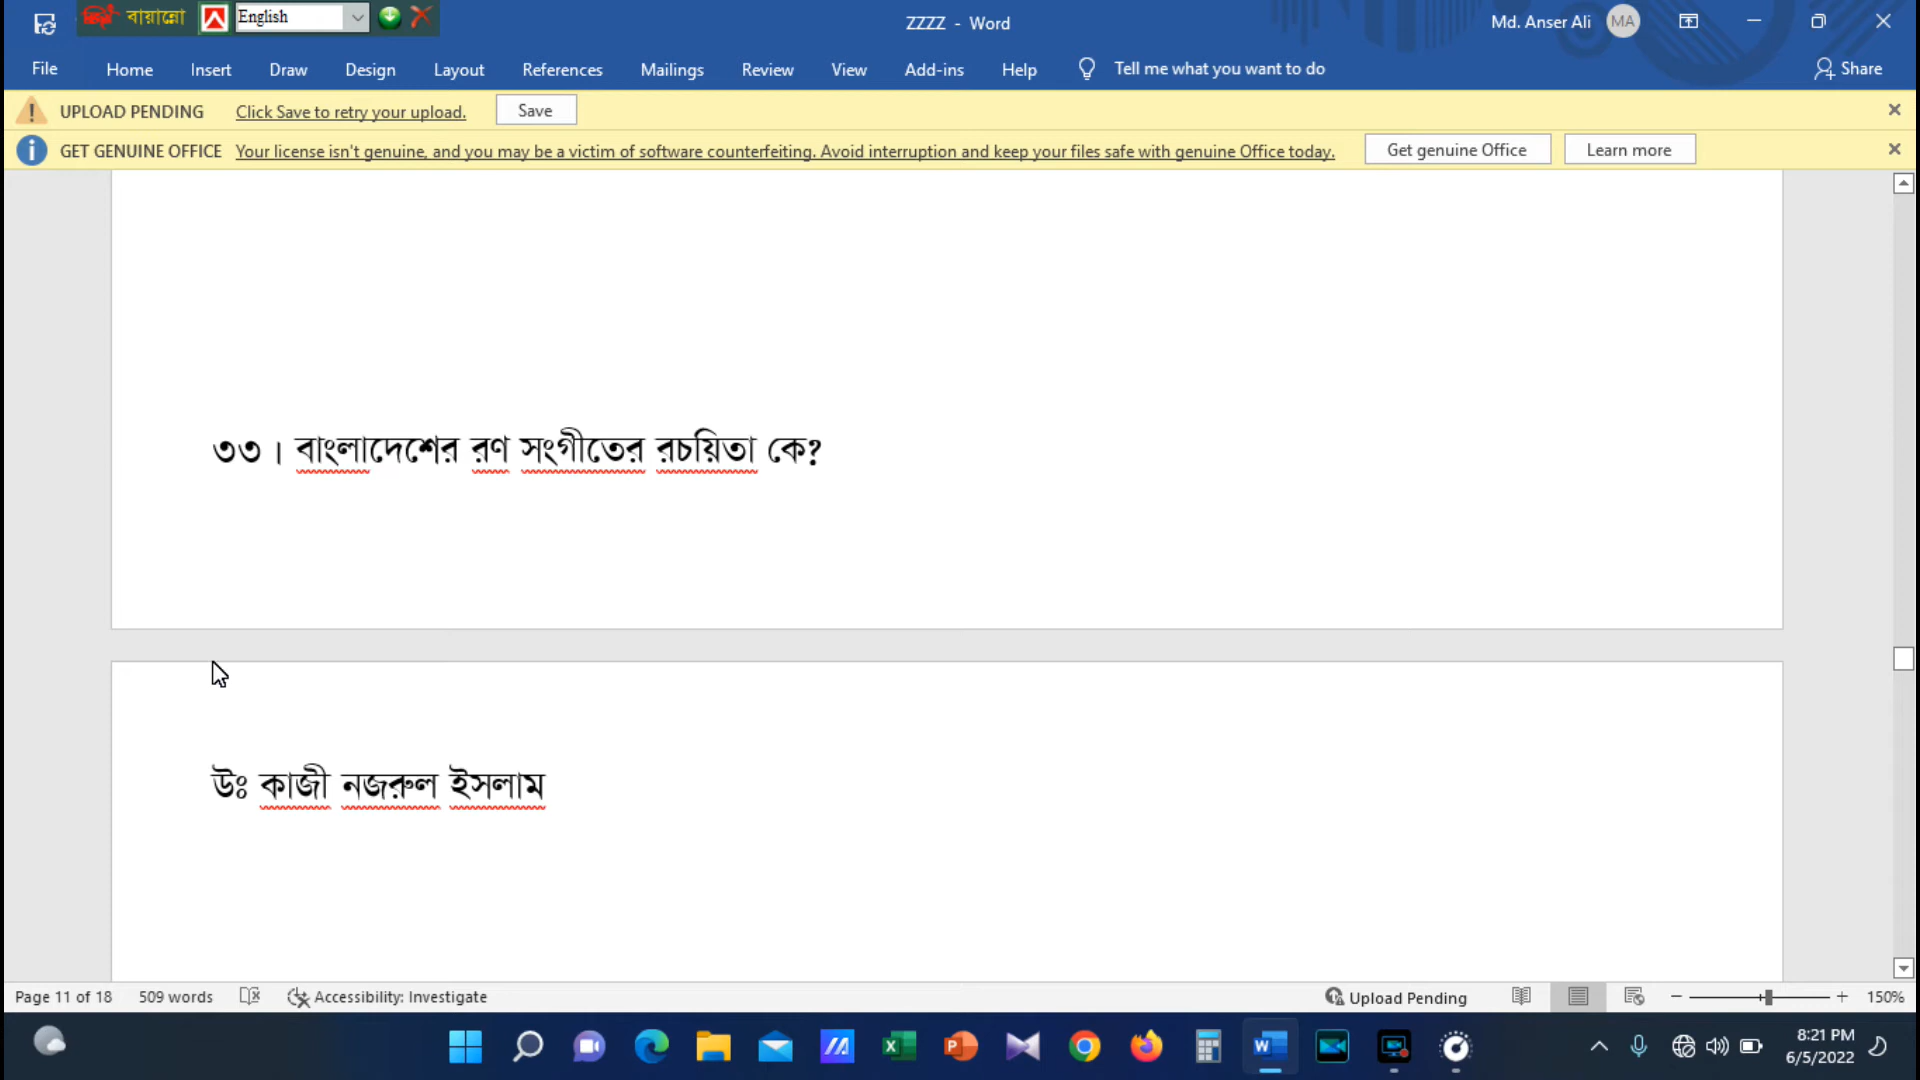 বায়ান্নো English ZZZZ - Word Md. Anser Ali MA
File Home Insert Draw Design Layout References Mailings Review View Add-ins Help Tell me what you want to do Share
UPLOAD PENDING Click Save to retry your upload. Save
GET GENUINE OFFICE Your license isn't genuine, and you may be a victim of software counterfeiting. Avoid interruption and keep your files safe with genuine Office today. Get genuine Office Learn more
৩৩। বাংলাদেশের রণ সংগীতের রচয়িতা কে?
উঃ কাজী নজরুল ইসলাম
Page 11 of 18 509 words Accessibility: Investigate Upload Pending 150%
8:21 PM
6/5/2022